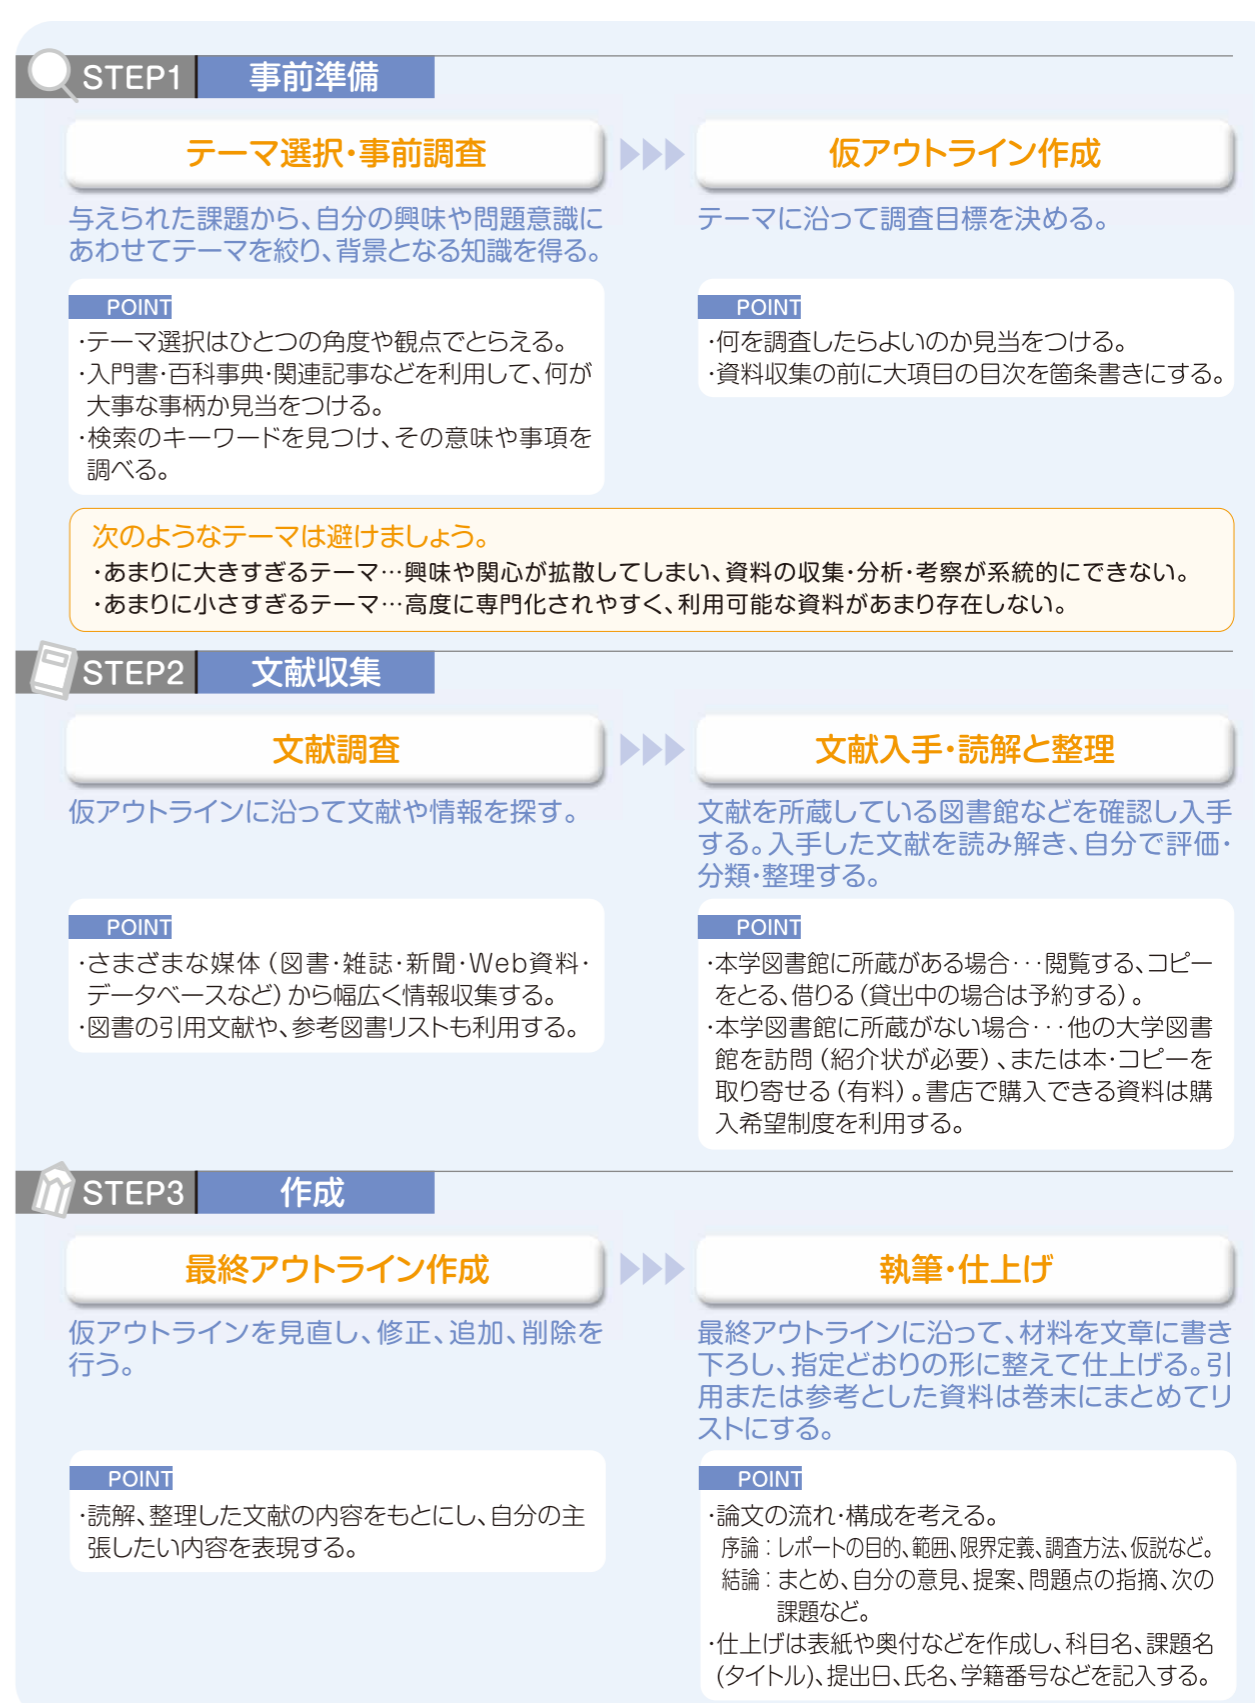 STEP1 事前準備
テーマ選択・事前調査
与えられた課題から、自分の興味や問題意識に
あわせてテーマを絞り、背景となる知識を得る。
POINT
・テーマ選択はひとつの角度や観点でとらえる。
・入門書・百科事典・関連記事などを利用して、何が
大事な事柄か見当をつける。
・検索のキーワードを見つけ、その意味や事項を
調べる。
仮アウトライン作成
テーマに沿って調査目標を決める。
POINT
・何を調査したらよいのか見当をつける。
・資料収集の前に大項目の目次を箇条書きにする。
次のようなテーマは避けましょう。
・あまりに大きすぎるテーマ…興味や関心が拡散してしまい、資料の収集・分析・考察が系統的にできない。
・あまりに小さすぎるテーマ…高度に専門化されやすく、利用可能な資料があまり存在しない。
STEP2 文献収集
文献調査
仮アウトラインに沿って文献や情報を探す。
POINT
・さまざまな媒体（図書・雑誌・新聞・Web資料・
データベースなど）から幅広く情報収集する。
・図書の引用文献や、参考図書リストも利用する。
文献入手・読解と整理
文献を所蔵している図書館などを確認し入手
する。入手した文献を読み解き、自分で評価・
分類・整理する。
POINT
・本学図書館に所蔵がある場合･･･閲覧する、コピー
をとる、借りる（貸出中の場合は予約する）。
・本学図書館に所蔵がない場合･･･他の大学図書
館を訪問（紹介状が必要）、または本・コピーを
取り寄せる（有料）。書店で購入できる資料は購
入希望制度を利用する。
STEP3 作成
最終アウトライン作成
仮アウトラインを見直し、修正、追加、削除を
行う。
POINT
・読解、整理した文献の内容をもとにし、自分の主
張したい内容を表現する。
執筆・仕上げ
最終アウトラインに沿って、材料を文章に書き
下ろし、指定どおりの形に整えて仕上げる。引
用または参考とした資料は巻末にまとめてリ
ストにする。
POINT
・論文の流れ・構成を考える。
序論：レポートの目的、範囲、限界定義、調査方法、仮説など。
結論：まとめ、自分の意見、提案、問題点の指摘、次の
課題など。
・仕上げは表紙や奥付などを作成し、科目名、課題名
(タイトル)、提出日、氏名、学籍番号などを記入する。